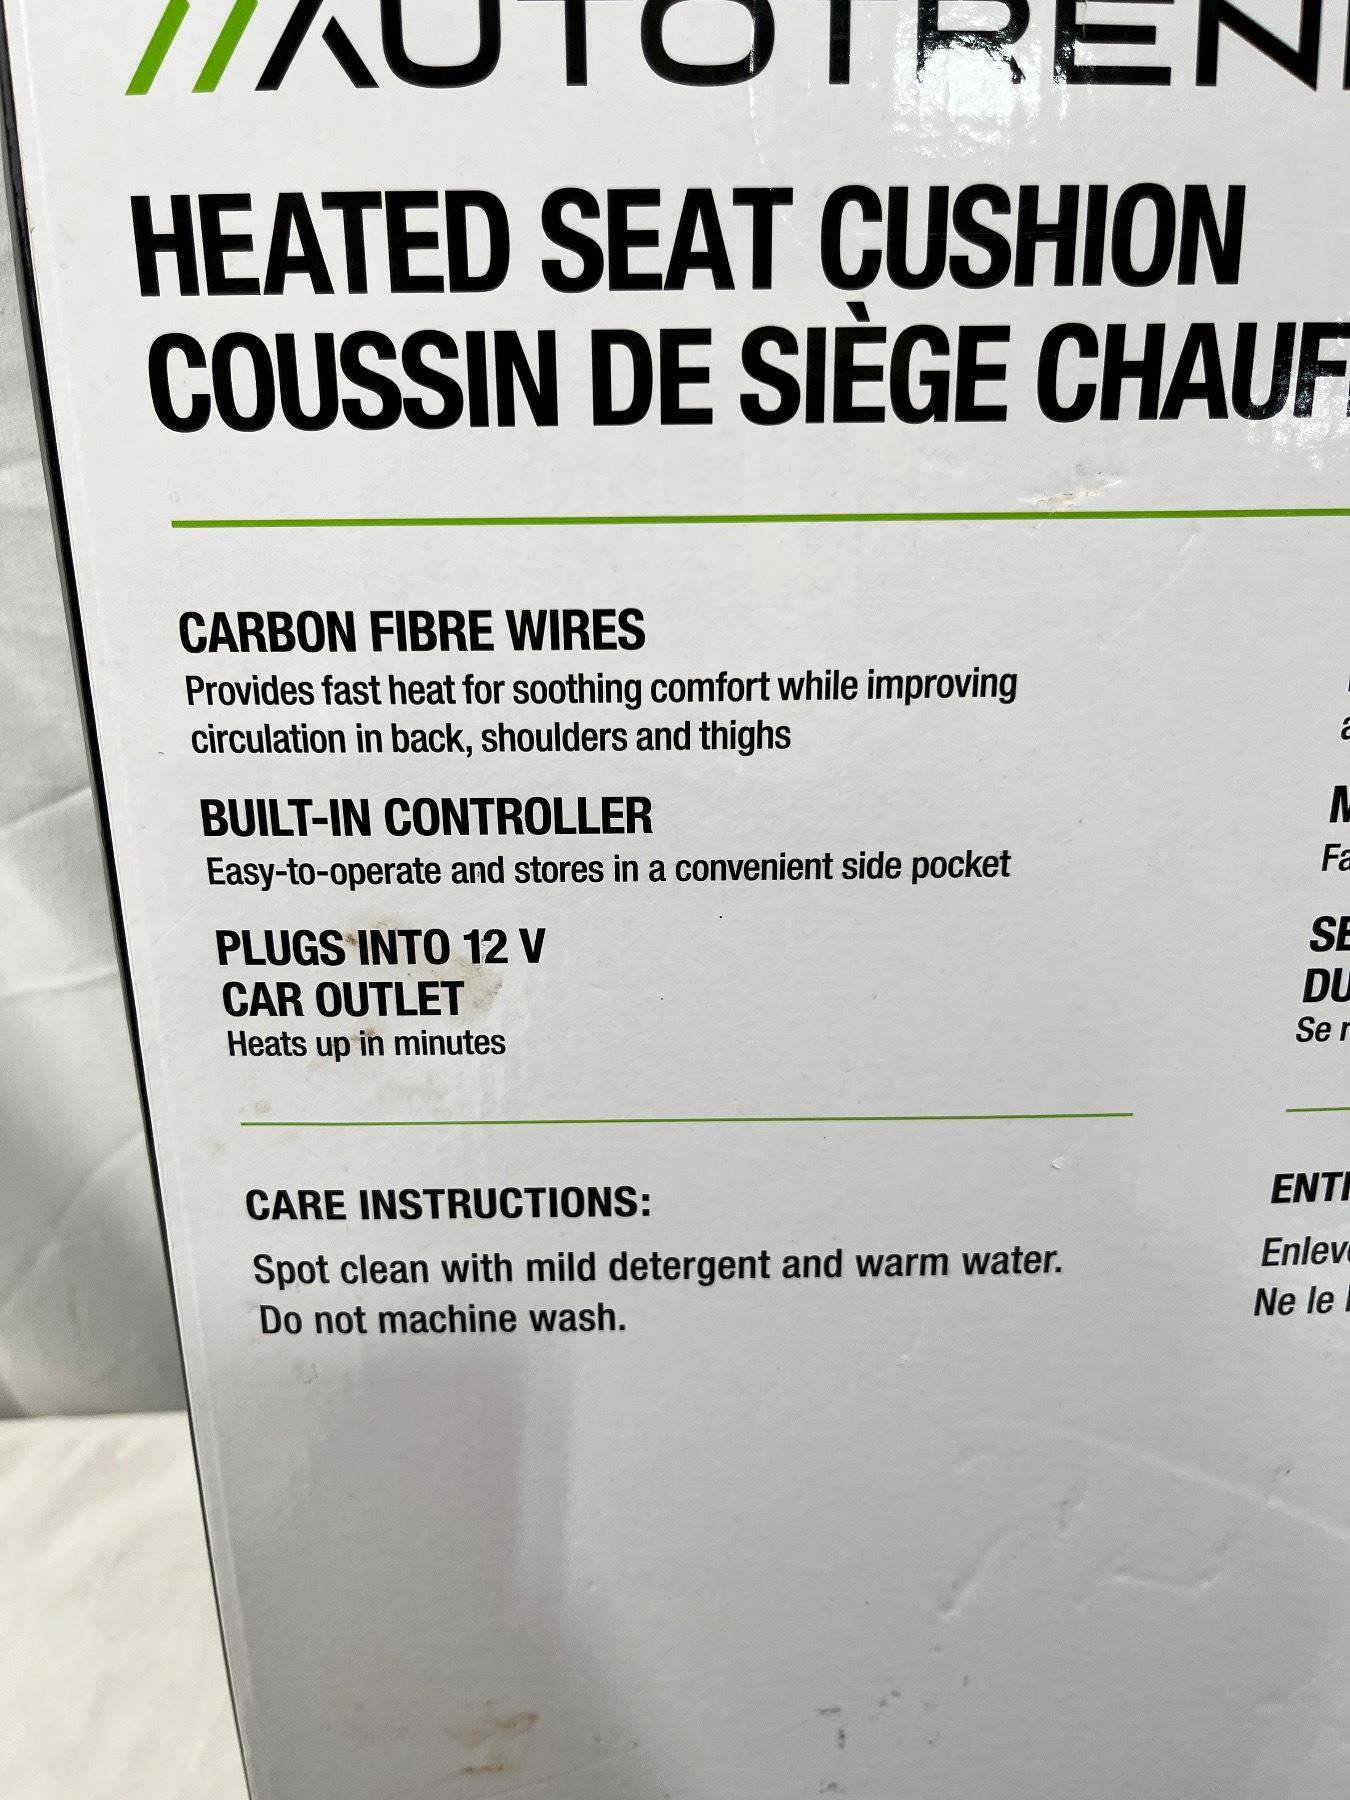 //AUTOTREN
HEATED SEAT CUSHION
COUSSIN DE SIÈGE
CARBON FIBRE WIRES
Provides fast heat for soothing comfort while improving
circulation in back, shoulders and thighs
BUILT-IN CONTROLLER
Easy-to-operate and stores in a convenient side pocket
PLUGS INTO 12 V
CAR OUTLET
Heats up in minutes
CARE INSTRUCTIONS:
Spot clean with mild detergent and warm water.
Do not machine wash.
Se
Ne le